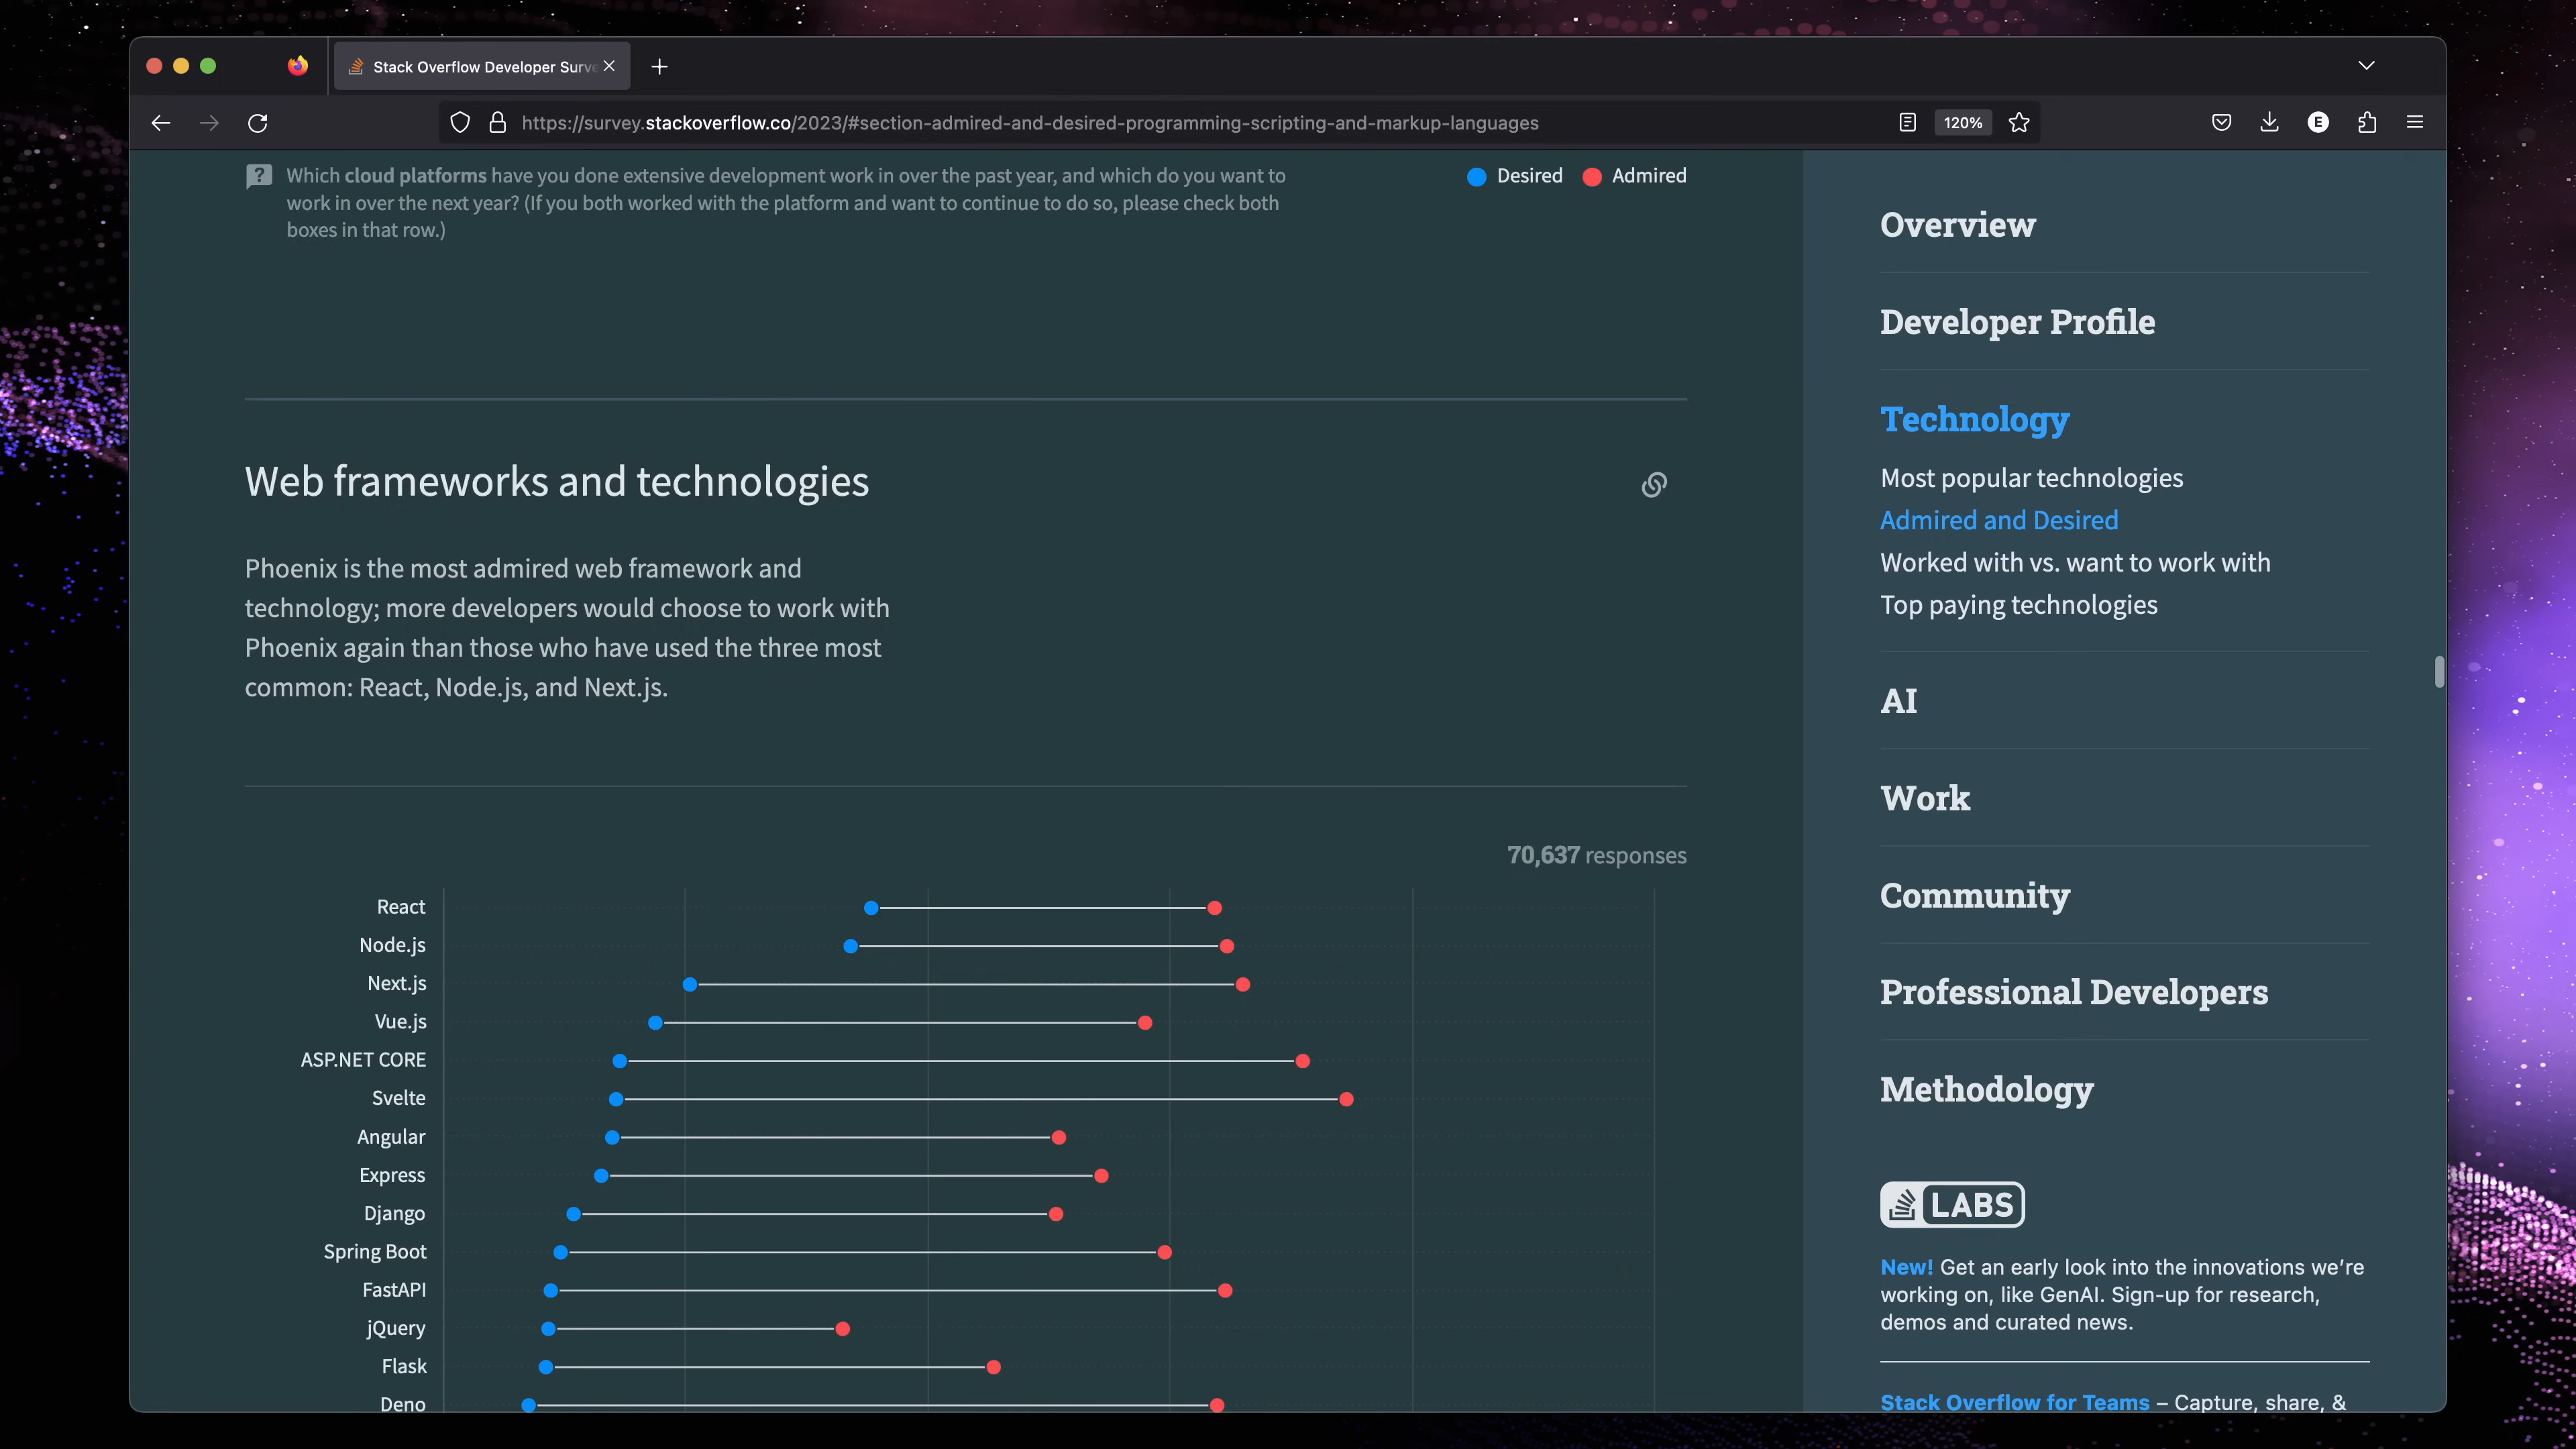 Stack Overflow Developer Surve
https://survey.stackoverflow.co/2023/#section-admired-and-desired-programming-scripting-and-markup-languages
120%
E
Which cloud platforms have you done extensive development work in over the past year, and which do you want to
work in over the next year? (If you both worked with the platform and want to continue to do so, please check both
boxes in that row.)
Desired
Admired
Web frameworks and technologies
Phoenix is the most admired web framework and
technology; more developers would choose to work with
Phoenix again than those who have used the three most
common: React, Node.js, and Next.js.
70,637 responses
React
Node.js
Next.js
Vue.js
ASP.NET CORE
Svelte
Angular
Express
Django
Spring Boot
FastAPI
jQuery
Flask
Deno
Overview
Developer Profile
Technology
Most popular technologies
Admired and Desired
Worked with vs. want to work with
Top paying technologies
AI
Work
Community
Professional Developers
Methodology
LABS
New! Get an early look into the innovations we're
working on, like GenAI. Sign-up for research,
demos and curated news.
Stack Overflow for Teams – Capture, share, &